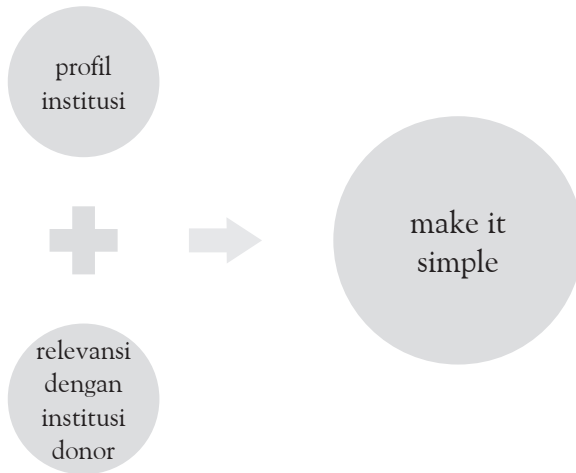 profil
institusi
relevansi
dengan
institusi
donor
make it
simple